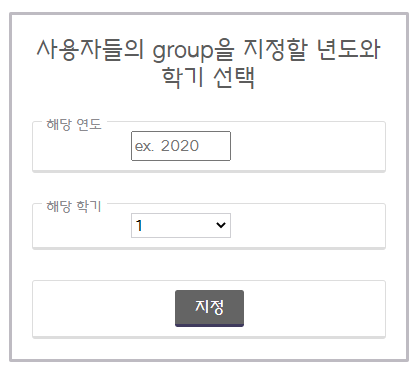 사용자들의 group을 지정할 년도와
학기 선택
해당 연도
ex. 2020
해당 학기
1
지정